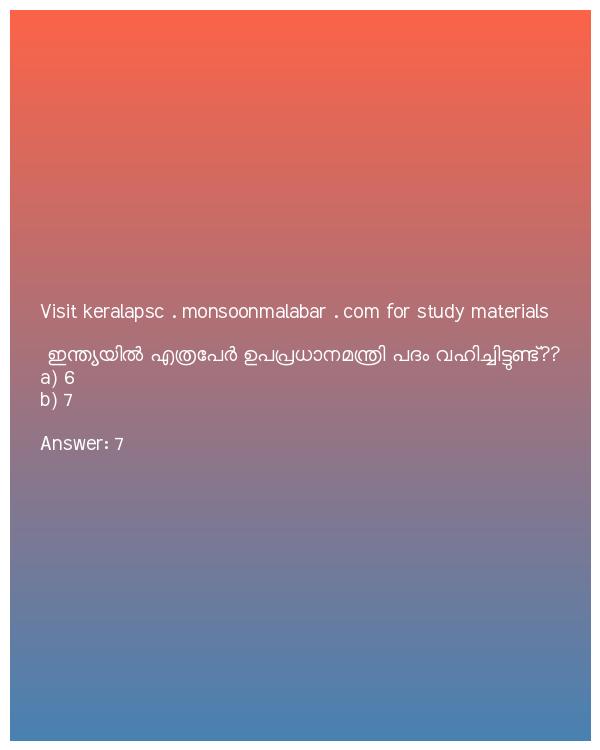 Visit keralapsc . monsoonmalabar . com for study materials
ഇന്ത്യയിൽ എത്രപേർ ഉപപ്രധാനമന്ത്രി പദം വഹിച്ചിട്ടുണ്ട്??
a) 6
b) 7
Answer: 7